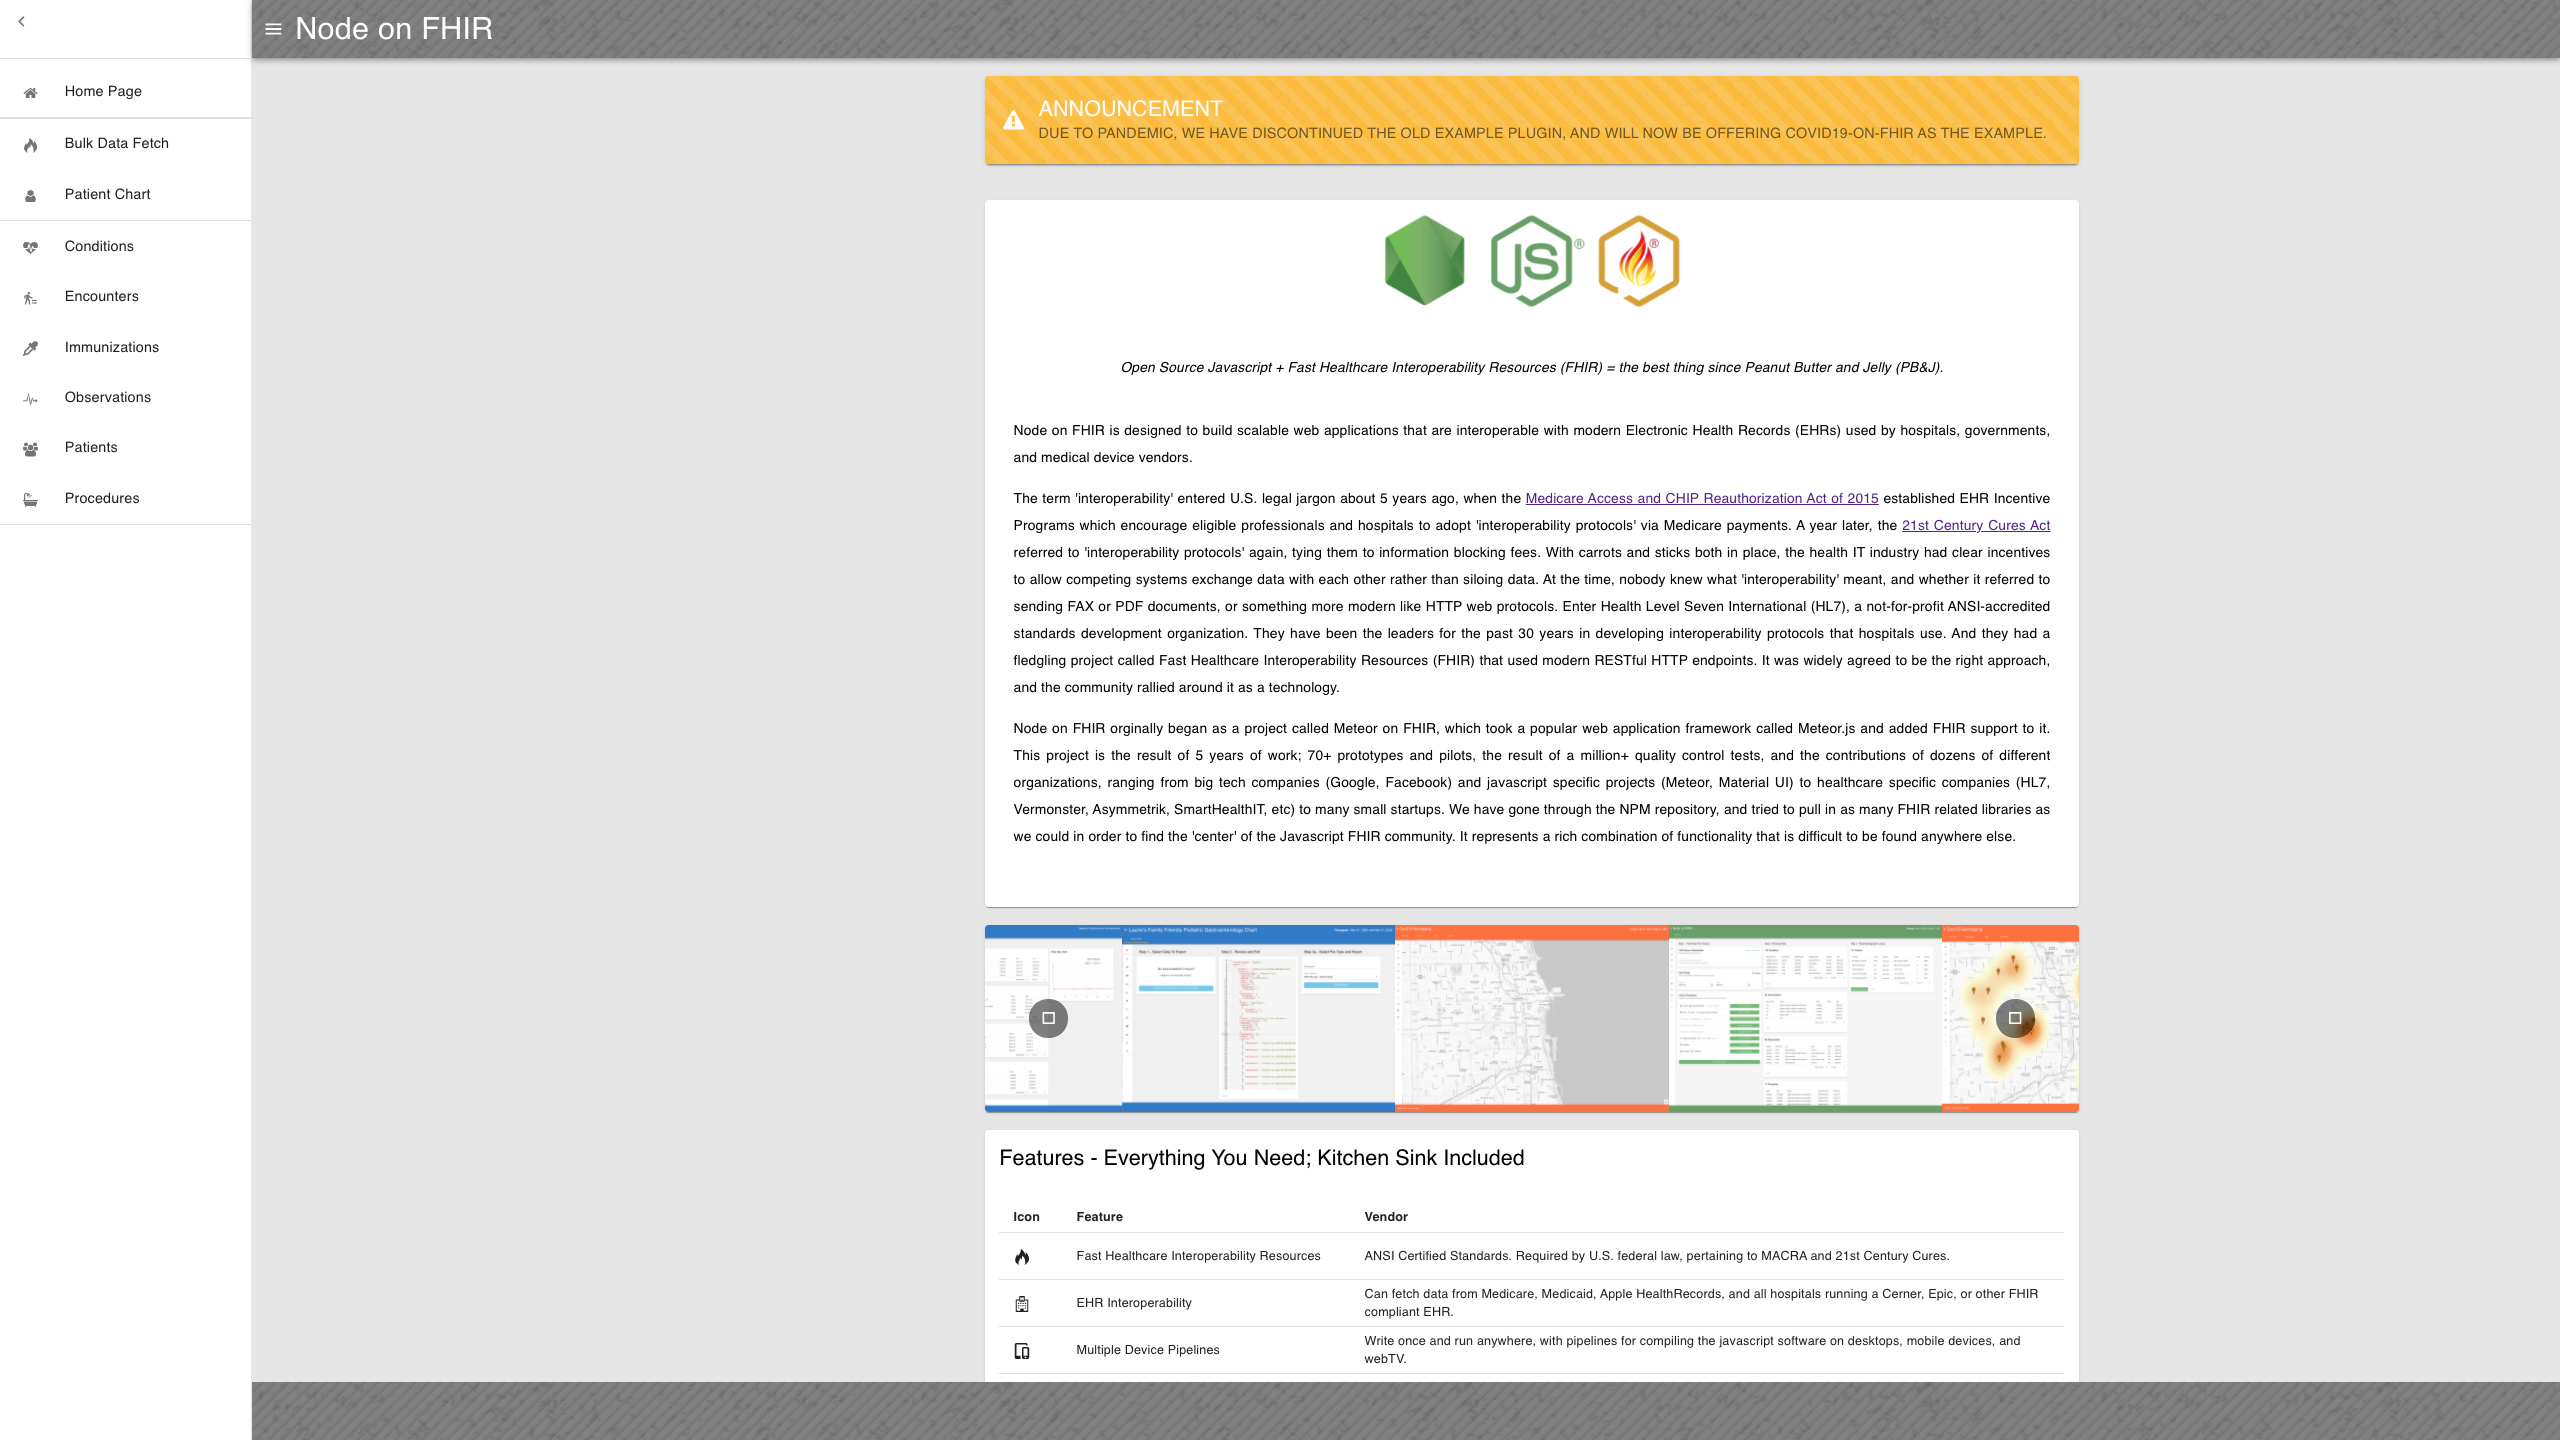 Node on FHIR
Home Page
Bulk Data Fetch
Patient Chart
Conditions
Encounters
Immunizations
Observations
Patients
Procedures
ANNOUNCEMENT
DUE TO PANDEMIC, WE HAVE DISCONTINUED THE OLD EXAMPLE PLUGIN, AND WILL NOW BE OFFERING COVID19-ON-FHIR AS THE EXAMPLE.
JS®
®
Open Source Javascript + Fast Healthcare Interoperability Resources (FHIR) = the best thing since Peanut Butter and Jelly (PB&J).
Node on FHIR is designed to build scalable web applications that are interoperable with modern Electronic Health Records (EHRs) used by hospitals, governments,
and medical device vendors.
The term 'interoperability' entered U.S. legal jargon about 5 years ago, when the Medicare Access and CHIP Reauthorization Act of 2015 established EHR Incentive
Programs which encourage eligible professionals and hospitals to adopt 'interoperability protocols' via Medicare payments. A year later, the 21st Century Cures Act
referred to 'interoperability protocols' again, tying them to information blocking fees. With carrots and sticks both in place, the health IT industry had clear incentives
to allow competing systems exchange data with each other rather than siloing data. At the time, nobody knew what 'interoperability' meant, and whether it referred to
sending FAX or PDF documents, or something more modern like HTTP web protocols. Enter Health Level Seven International (HL7), a not-for-profit ANSI-accredited
standards development organization. They have been the leaders for the past 30 years in developing interoperability protocols that hospitals use. And they had a
fledgling project called Fast Healthcare Interoperability Resources (FHIR) that used modern RESTful HTTP endpoints. It was widely agreed to be the right approach,
and the community rallied around it as a technology.
Node on FHIR orginally began as a project called Meteor on FHIR, which took a popular web application framework called Meteor.js and added FHIR support to it.
This project is the result of 5 years of work; 70+ prototypes and pilots, the result of a million+ quality control tests, and the contributions of dozens of different
organizations, ranging from big tech companies (Google, Facebook) and javascript specific projects (Meteor, Material UI) to healthcare specific companies (HL7,
Vermonster, Asymmetrik, SmartHealthIT, etc) to many small startups. We have gone through the NPM repository, and tried to pull in as many FHIR related libraries as
we could in order to find the 'center' of the Javascript FHIR community. It represents a rich combination of functionality that is difficult to be found anywhere else.
Laurie's Family Friendly Pediatric Gastroenterology Chart
Features - Everything You Need; Kitchen Sink Included
Icon Feature Vendor
Fast Healthcare Interoperability Resources ANSI Certified Standards. Required by U.S. federal law, pertaining to MACRA and 21st Century Cures.
EHR Interoperability Can fetch data from Medicare, Medicaid, Apple HealthRecords, and all hospitals running a Cerner, Epic, or other FHIR
compliant EHR.
Multiple Device Pipelines Write once and run anywhere, with pipelines for compiling the javascript software on desktops, mobile devices, and
webTV.